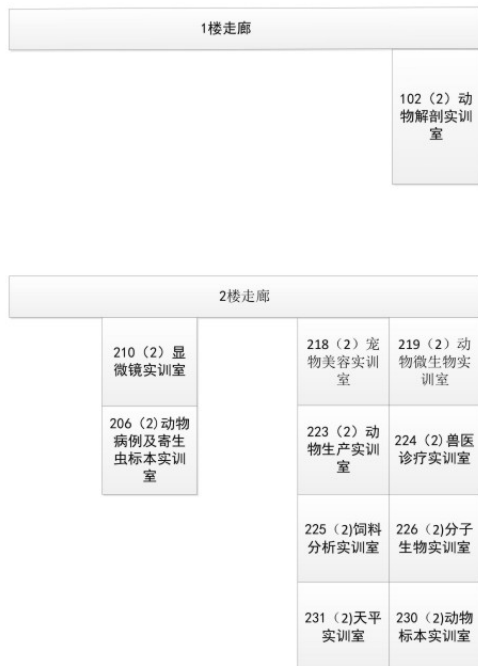 1楼走廊
102（2）动
物解剖实训
室
2楼走廊
210（2）显
微镜实训室
218（2）宠
物美容实训
室
219（2）动
物微生物实
训室
206（2)动物
病例及寄生
虫标本实训
室
223（2）动
物生产实训
室
224（2)兽医
诊疗实训室
225（2)饲料
分析实训室
226（2)分子
生物实训室
231（2)天平
实训室
230（2)动物
标本实训室